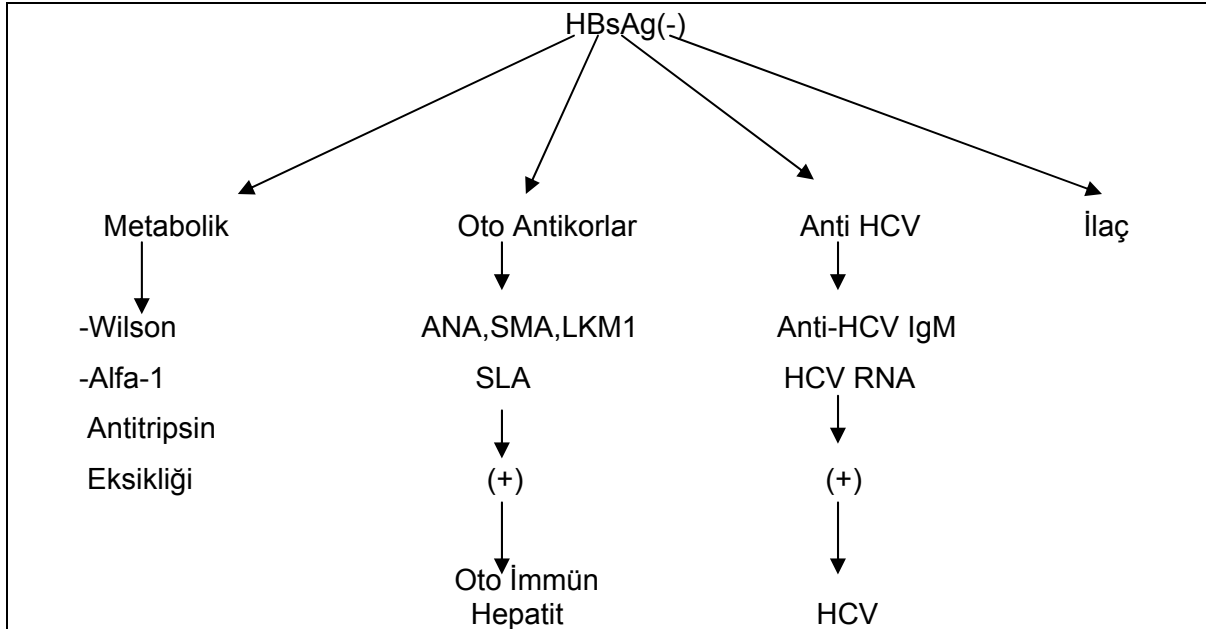 HBsAg(-)
Metabolik Oto Antikorlar Anti HCV İlaç
-Wilson ANA,SMA,LKM1 Anti-HCV IgM
-Alfa-1 SLA HCV RNA
Antitripsin
Eksikliği (+) (+)
Oto İmmün
Hepatit HCV